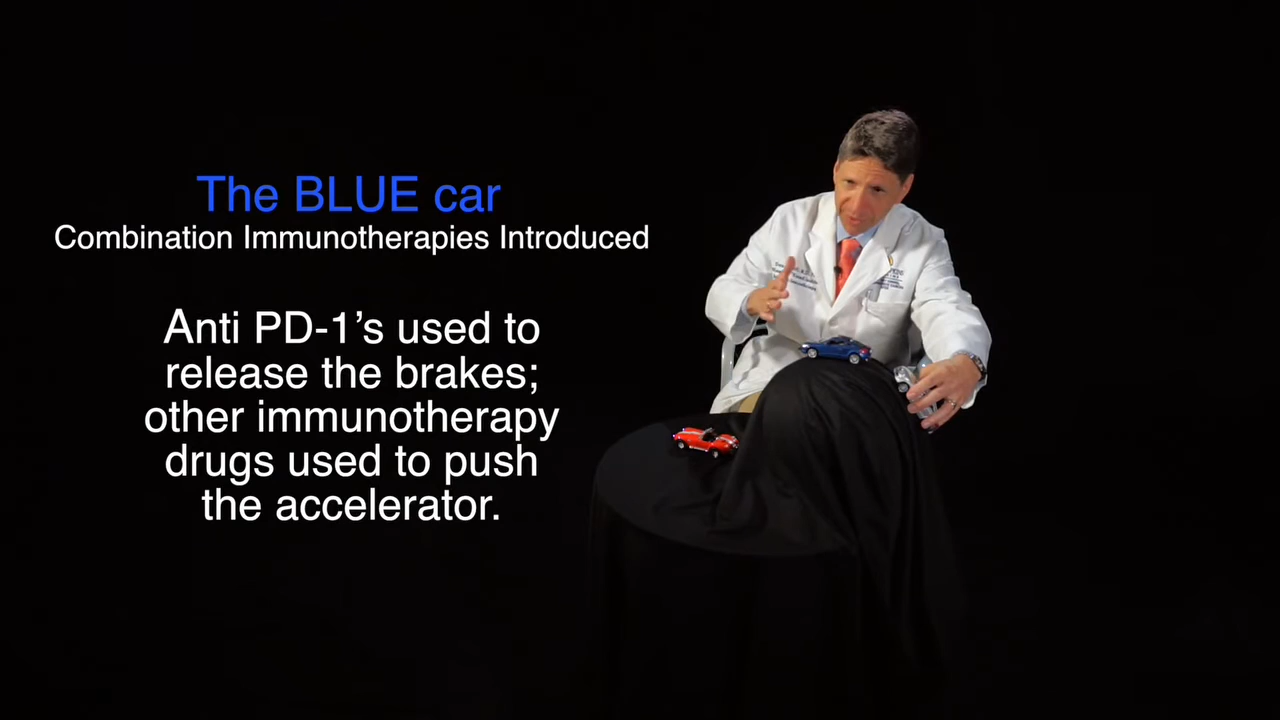 The BLUE car
Combination Immunotherapies Introduced
Anti PD-1’s used to
release the brakes;
other immunotherapy
drugs used to push
the accelerator.